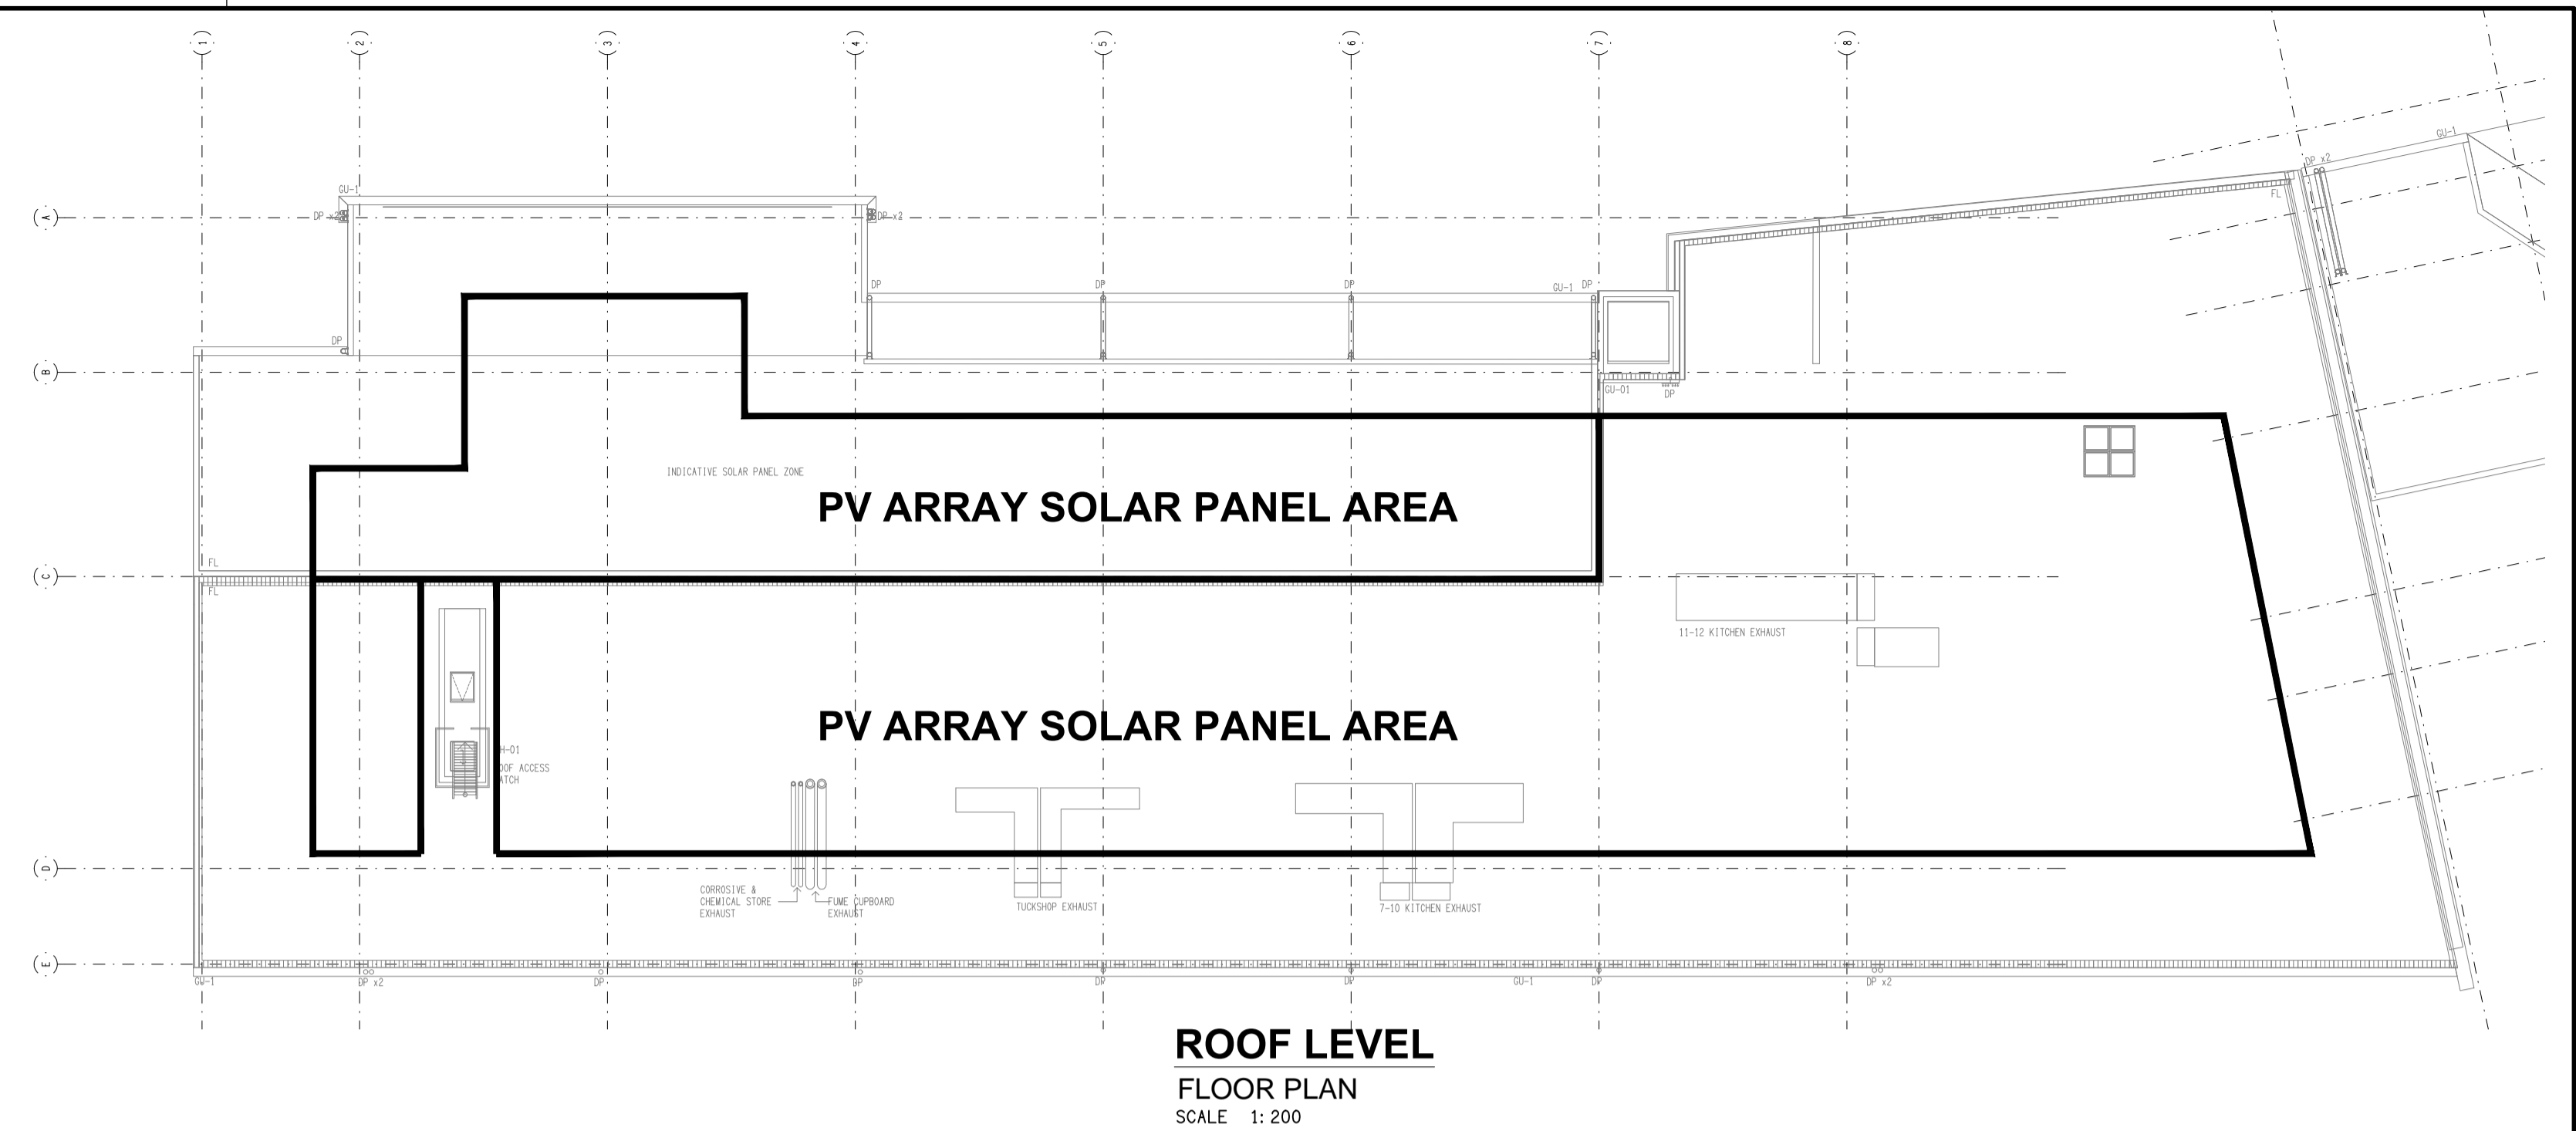 1 2 3 4 5 6 7 8
GU-1
DP x2
GU-1
DP x2
DP x2
A
FL
DP
DP
DP
GU-1
DP
DP
B
GU-01
DP
INDICATIVE SOLAR PANEL ZONE
PV ARRAY SOLAR PANEL AREA
FL
C
FL
11-12 KITCHEN EXHAUST
PV ARRAY SOLAR PANEL AREA
H-01
OOF ACCESS
ATCH
D
CORROSIVE &
CHEMICAL STORE
EXHAUST
FUME CUPBOARD
EXHAUST
TUCKSHOP EXHAUST
7-10 KITCHEN EXHAUST
E
GU-1
DP x2
DP
DP
DP
DP
GU-1
DP
DP x2
ROOF LEVEL
FLOOR PLAN
SCALE 1:200